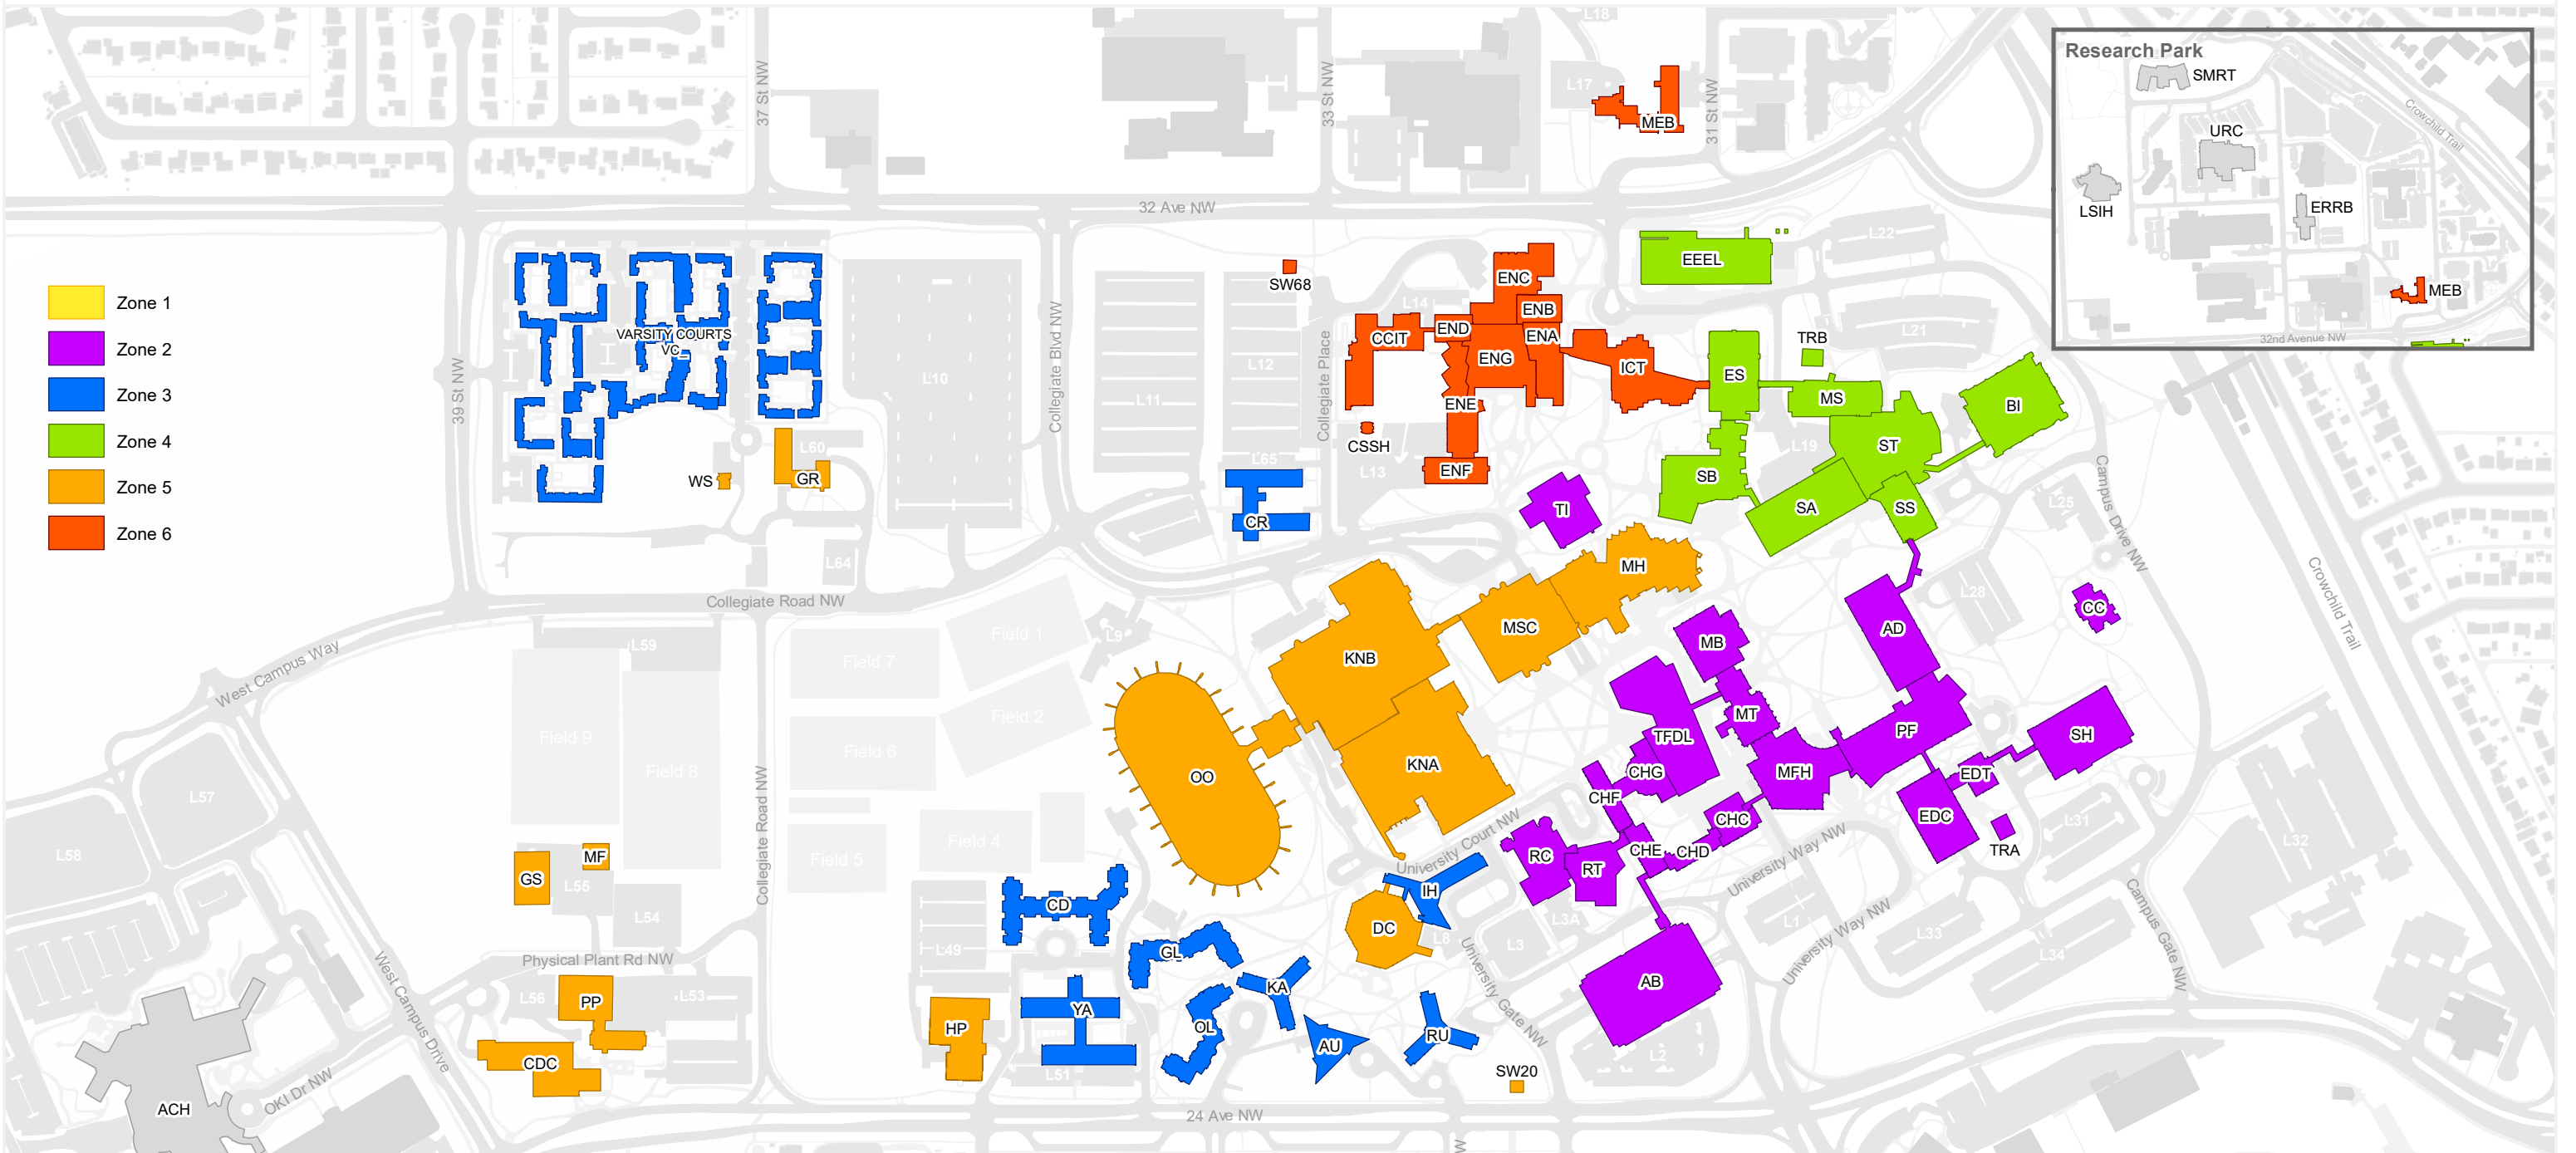 L18
Research Park
SMRT
37 St NW
33 St NW
L17
31 St NW
MEB
Crowchild Trail
URC
LSIH
ERRB
MEB
32nd Avenue NW
32 Ave NW
L22
EEEL
SW68
ENC
L14
ENB
Zone 1
Zone 2
Zone 3
Zone 4
Zone 5
Zone 6
VARSITY COURTS
VC_
END
ENA
CCIT
L21
TRB
39 St NW
L10
Collegiate Blvd NW
L12
Collegiate Place
ENG
ICT
ES
MS
L11
ENE
BI
CSSH
L60
L65
L13
ENF
L19
ST
WS
GR
SB
SA
SS
CR
TI
L25
Campus Drive NW
L64
MH
Collegiate Road NW
L28
CC
Crowchild Trail
Field 1
L9
MSC
AD
L59
MB
West Campus Way
Field 7
KNB
Field 2
MT
Field 9
Field 6
TFDL
PF
SH
Field 8
OO
KNA
CHG
MFH
EDT
L57
CHF
CHC
EDC
L31
L32
Collegiate Road NW
Field 4
University Court NW
L58
MF
Field 5
RC
CHE
CHD
TRA
University Way NW
GS
L55
RT
IH
CD
L54
DC
L3A
L1
Campus Gate NW
L49
L8
L3
L33
University Way NW
L34
GL
Physical Plant Rd NW
West Campus Drive
AB
KA
L56
PP
L53
YA
University Gate NW
HP
OL
RU
AU
L2
CDC
L51
SW20
OKI Dr NW
ACH
24 Ave NW
W